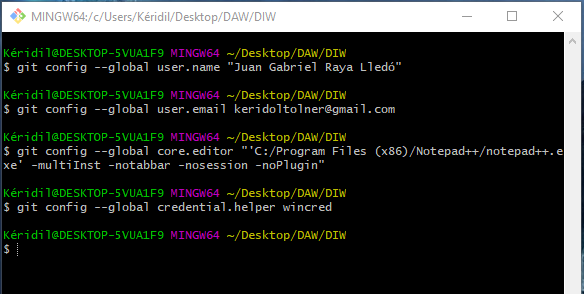 MINGW64:/c/Users/Kéridil/Desktop/DAW/DIW
Kéridil@DESKTOP-5VUA1F9 MINGW64 ~/Desktop/DAW/DIW
$ git config --global user.name "Juan Gabriel Raya Lledó"
Kéridil@DESKTOP-5VUA1F9 MINGW64 ~/Desktop/DAW/DIW
$ git config --global user.email keridoltolner@gmail.com
Kéridil@DESKTOP-5VUA1F9 MINGW64 ~/Desktop/DAW/DIW
$ git config --global core.editor "'C:/Program Files (x86)/Notepad++/notepad++.e
xe' -multiInst -notabbar -nosession -noPlugin"
Kéridil@DESKTOP-5VUA1F9 MINGW64 ~/Desktop/DAW/DIW
$ git config --global credential.helper wincred
Kéridil@DESKTOP-5VUA1F9 MINGW64 ~/Desktop/DAW/DIW
$